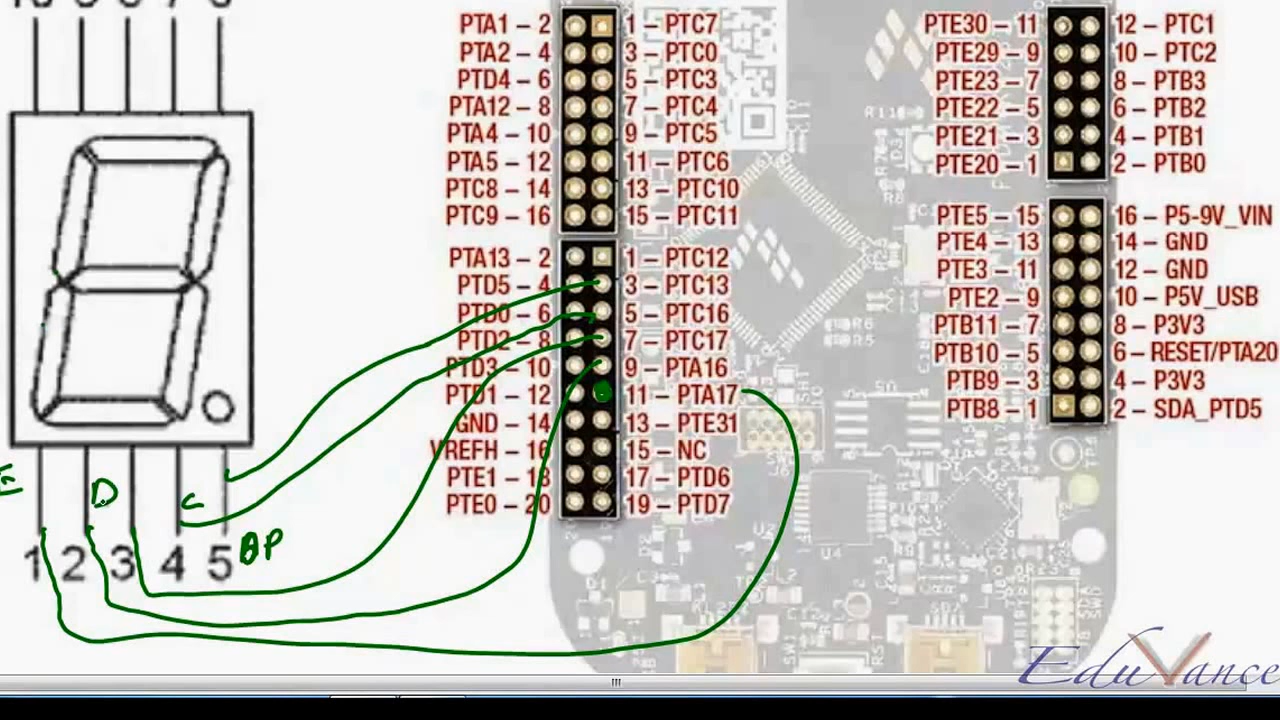 PTA1 – 2 1 – PTC7
PTA2 – 4 3 – PTC0
PTD4 – 6 5 – PTC3
PTA12 – 8 7 – PTC4
PTA4 – 10 9 – PTC5
PTA5 – 12 11 – PTC6
PTC8 – 14 13 – PTC10
PTC9 – 16 15 – PTC11
PTA13 – 2 1 – PTC12
PTD5 – 4 3 – PTC13
PTD0 – 6 5 – PTC16
PTD2 – 8 7 – PTC17
PTD3 – 10 9 – PTA16
PTD1 – 12 11 – PTA17
GND – 14 13 – PTE31
VREFH – 16 15 – NC
PTE1 – 18 17 – PTD6
PTE0 – 20 19 – PTD7
PTE30 – 11 12 – PTC1
PTE29 – 9 10 – PTC2
PTE23 – 7 8 – PTB3
PTE22 – 5 6 – PTB2
PTE21 – 3 4 – PTB1
PTE20 – 1 2 – PTB0
PTE5 – 15 16 – P5-9V_VIN
PTE4 – 13 14 – GND
PTE3 – 11 12 – GND
PTE2 – 9 10 – P5V_USB
PTB11 – 7 8 – P3V3
PTB10 – 5 6 – RESET/PTA20
PTB9 – 3 4 – P3V3
PTB8 – 1 2 – SDA_PTD5
E D C
DP
1 2 3 4 5
R6
R5
U4
EduVance